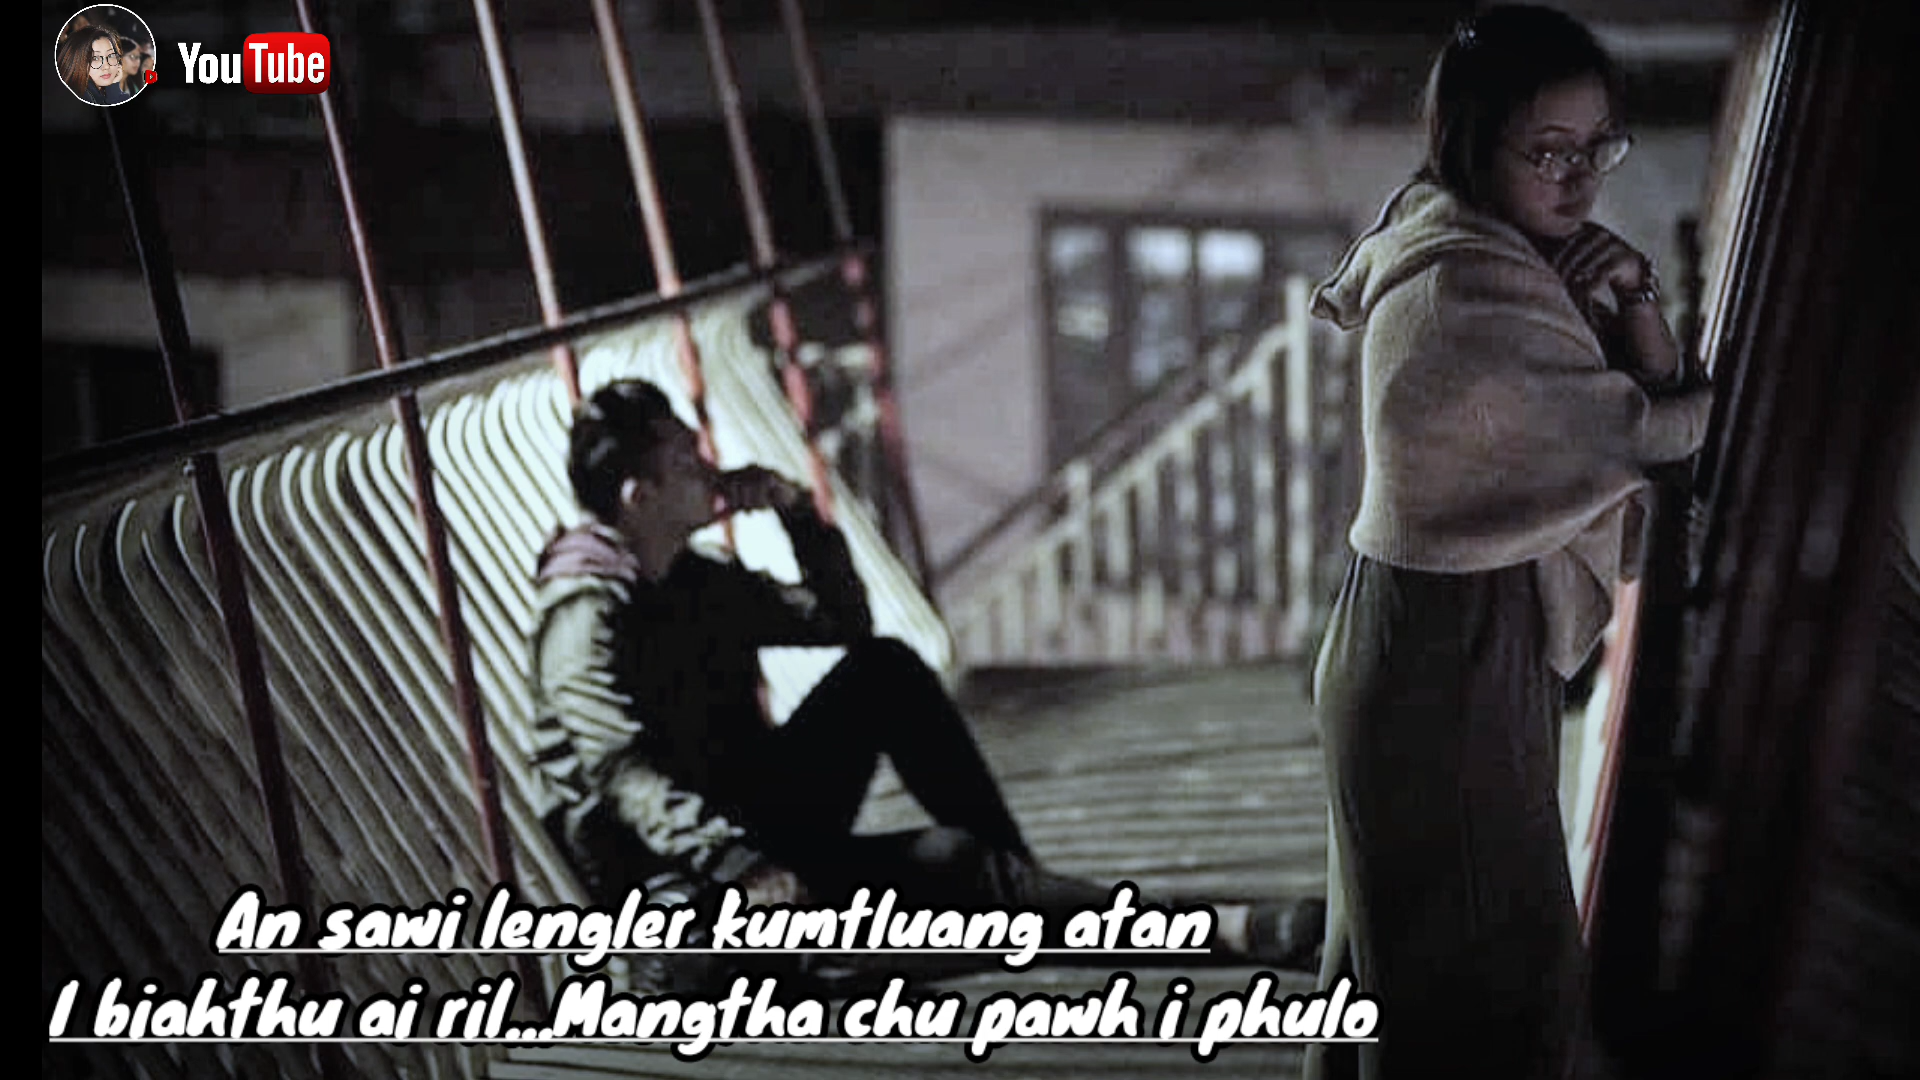 YouTube
An sawi lengler kumtluang atan
I biahthu ai ril...Mangtha chu pawh i phulo